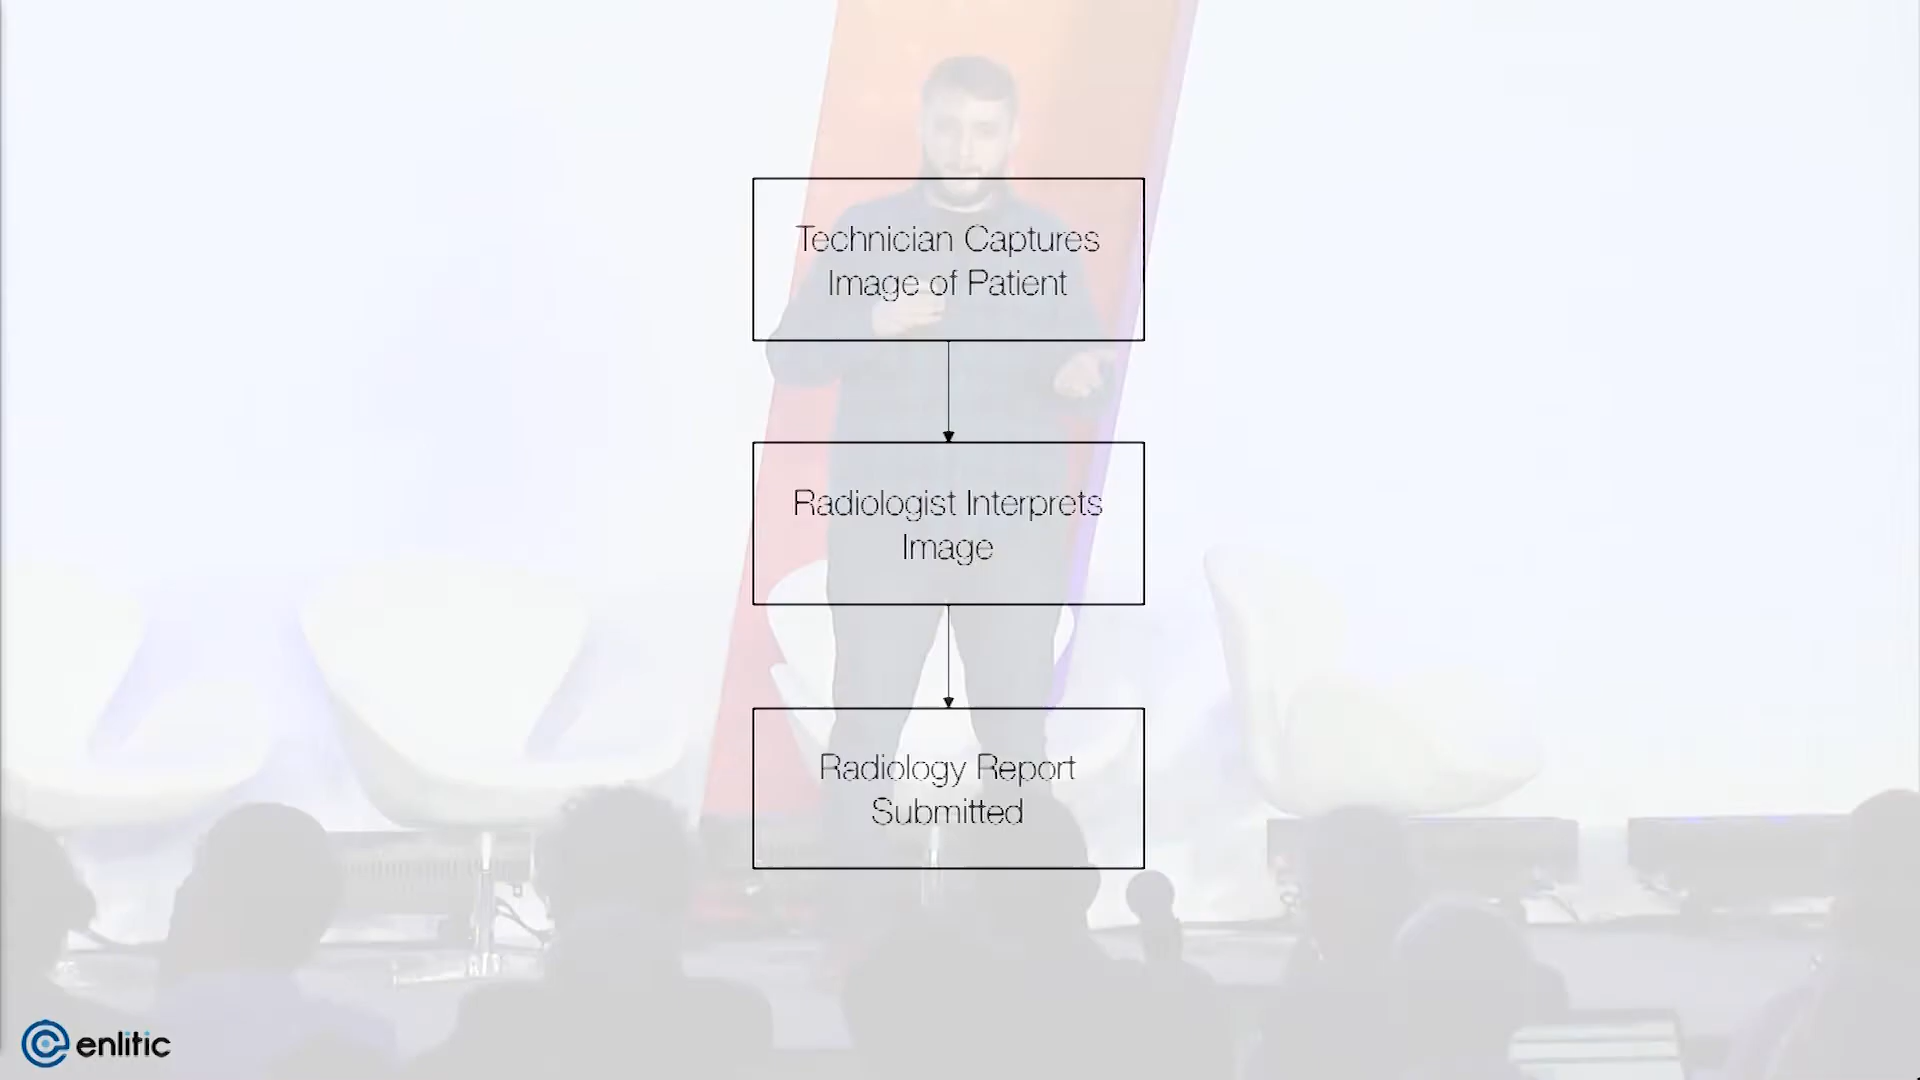 Technician Captures
Image of Patient
Radiologist Interprets
Image
Radiology Report
Submitted
enlitic